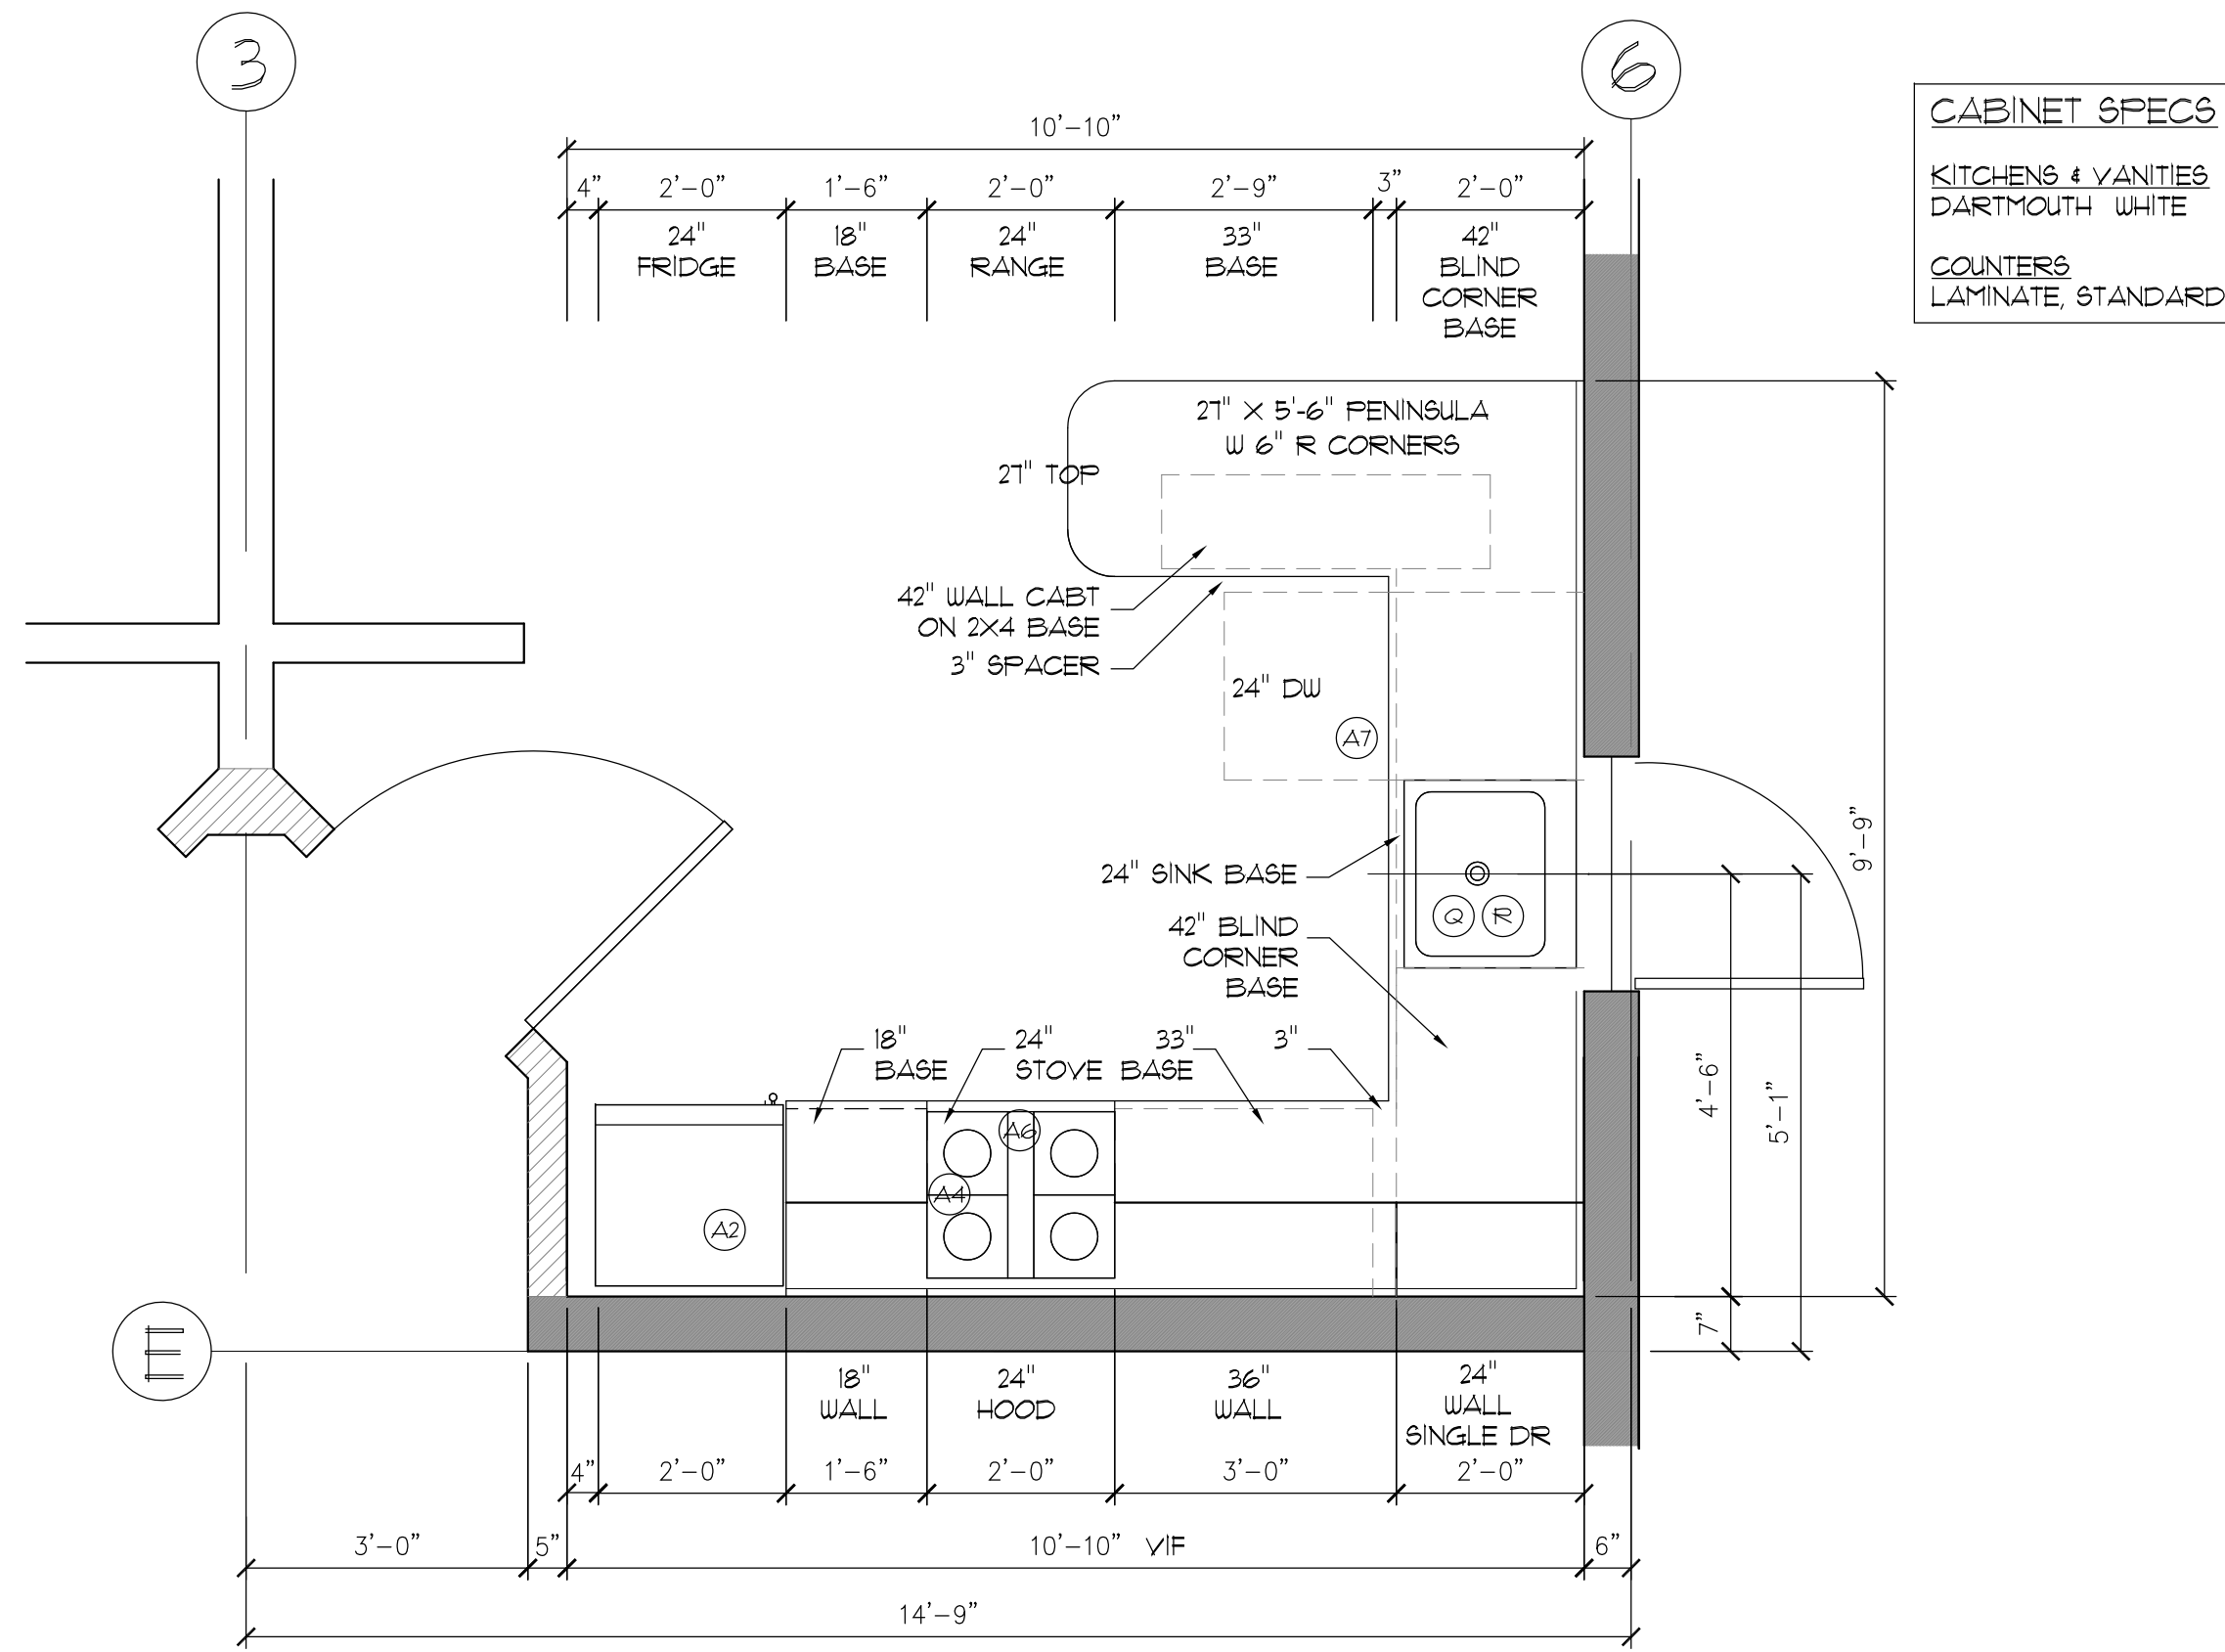 3
6
CABINET SPECS
KITCHENS & VANITIES
DARTMOUTH WHITE
COUNTERS
LAMINATE, STANDARD
10'-10"
4"
2'-0"
1'-6"
2'-0"
2'-9"
3"
2'-0"
24"
FRIDGE
18"
BASE
24"
RANGE
33"
BASE
42"
BLIND
CORNER
BASE
27" X 5'-6" PENINSULA
W 6" R CORNERS
27" TOP
42" WALL CABT
ON 2X4 BASE
3" SPACER
24" DW
A7
24" SINK BASE
Q
R
42" BLIND
CORNER
BASE
9'-9"
18"
BASE
24"
STOVE
33"
BASE
3"
4'-6"
5'-1"
7"
A6
A4
A2
E
18"
WALL
24"
HOOD
36"
WALL
24"
WALL
SINGLE DR
4"
2'-0"
1'-6"
2'-0"
3'-0"
2'-0"
3'-0"
5"
10'-10" VIF
6"
14'-9"